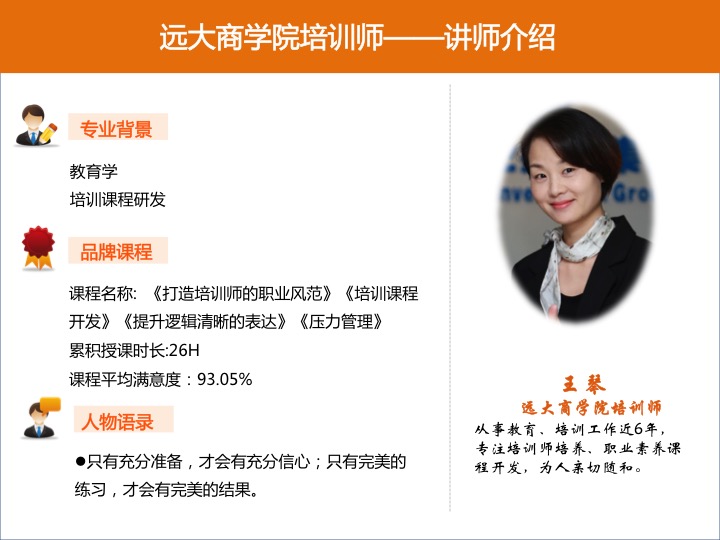 远大商学院培训师——讲师介绍
专业背景
教育学
培训课程研发
品牌课程
课程名称: 《打造培训师的职业风范》《培训课程
开发》《提升逻辑清晰的表达》《压力管理》
累积授课时长:26H
课程平均满意度：93.05%
人物语录
●只有充分准备，才会有充分信心；只有完美的
练习，才会有完美的结果。
王 琴
远大商学院培训师
从事教育、培训工作近6年，
专注培训师培养、职业素养课
程开发，为人亲切随和。